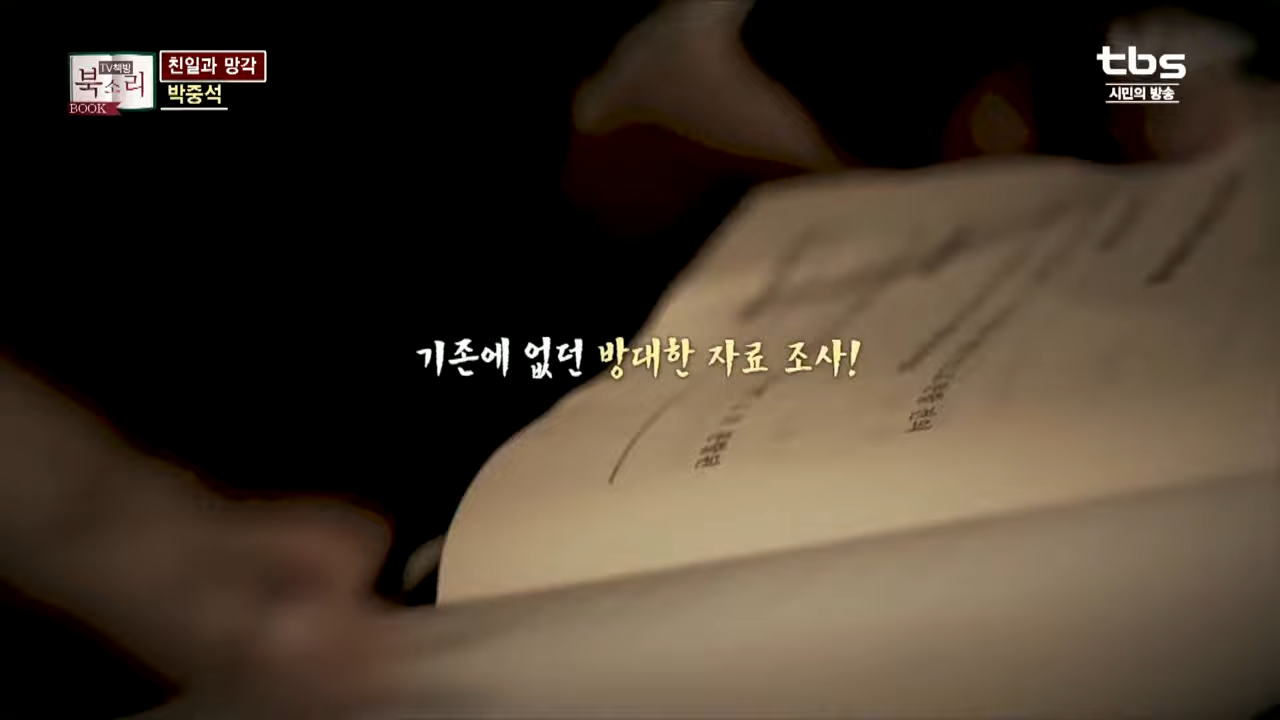 TV책방
북소리
BOOK
친일과 망각
박중석
tbs
시민의 방송
기존에 없던 방대한 자료 조사!